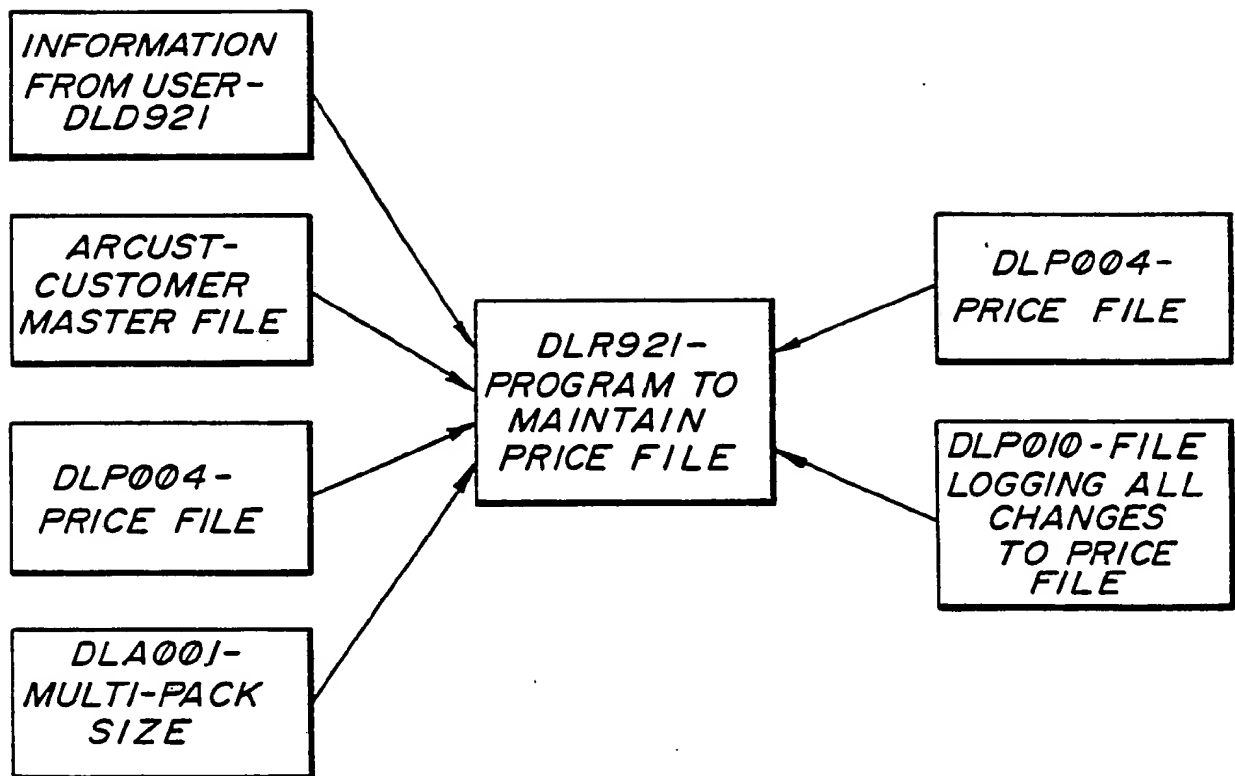 INFORMATION
FROM USER-
DLD921
ARCUST-
CUSTOMER
MASTER FILE
DLP004-
PRICE FILE
DLA001-
MULTI-PACK
SIZE
DLR921-
PROGRAM TO
MAINTAIN
PRICE FILE
DLP004-
PRICE FILE
DLP010-FILE
LOGGING ALL
CHANGES
TO PRICE
FILE